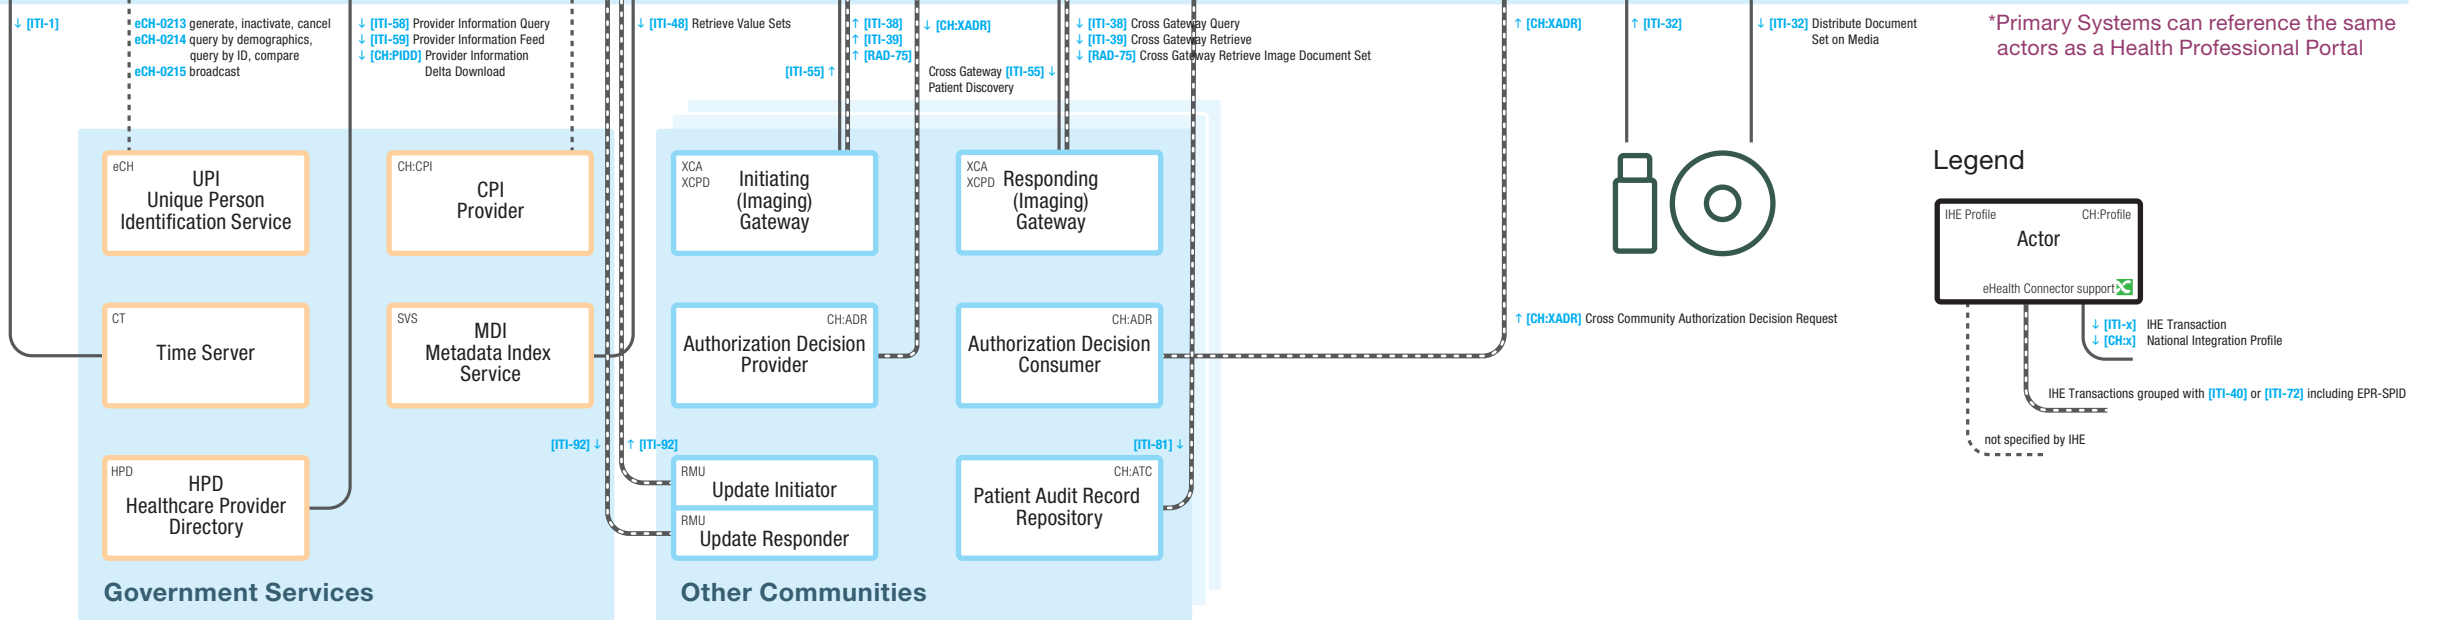 ↓ [ITI-1]
eCH-0213 generate, inactivate, cancel
eCH-0214 query by demographics,
query by ID, compare
eCH-0215 broadcast
↓ [ITI-58] Provider Information Query
↓ [ITI-59] Provider Information Feed
↓ [CH:PIDD] Provider Information
Delta Download
↓ [ITI-48] Retrieve Value Sets
↑ [ITI-38]
↑ [ITI-39]
↑ [RAD-75]
[ITI-55] ↑
↓ [CH:XADR]
Cross Gateway [ITI-55] ↓
Patient Discovery
↓ [ITI-38] Cross Gateway Query
↓ [ITI-39] Cross Gateway Retrieve
↓ [RAD-75] Cross Gateway Retrieve Image Document Set
↑ [CH:XADR]
↑ [ITI-32]
↓ [ITI-32] Distribute Document
Set on Media
*Primary Systems can reference the same
actors as a Health Professional Portal
eCH
UPI
Unique Person
Identification Service
CH:CPI
CPI
Provider
XCA
XCPD
Initiating
(Imaging)
Gateway
XCA
XCPD
Responding
(Imaging)
Gateway
CT
Time Server
SVS
MDI
Metadata Index
Service
CH:ADR
Authorization Decision
Provider
CH:ADR
Authorization Decision
Consumer
↑ [CH:XADR] Cross Community Authorization Decision Request
[ITI-92] ↓
↑ [ITI-92]
[ITI-81] ↓
HPD
HPD
Healthcare Provider
Directory
RMU
Update Initiator
RMU
Update Responder
CH:ATC
Patient Audit Record
Repository
Government Services
Other Communities
Legend
IHE Profile
CH:Profile
Actor
eHealth Connector support
↓ [ITI-x] IHE Transaction
↓ [CH:x] National Integration Profile
IHE Transactions grouped with [ITI-40] or [ITI-72] including EPR-SPID
not specified by IHE